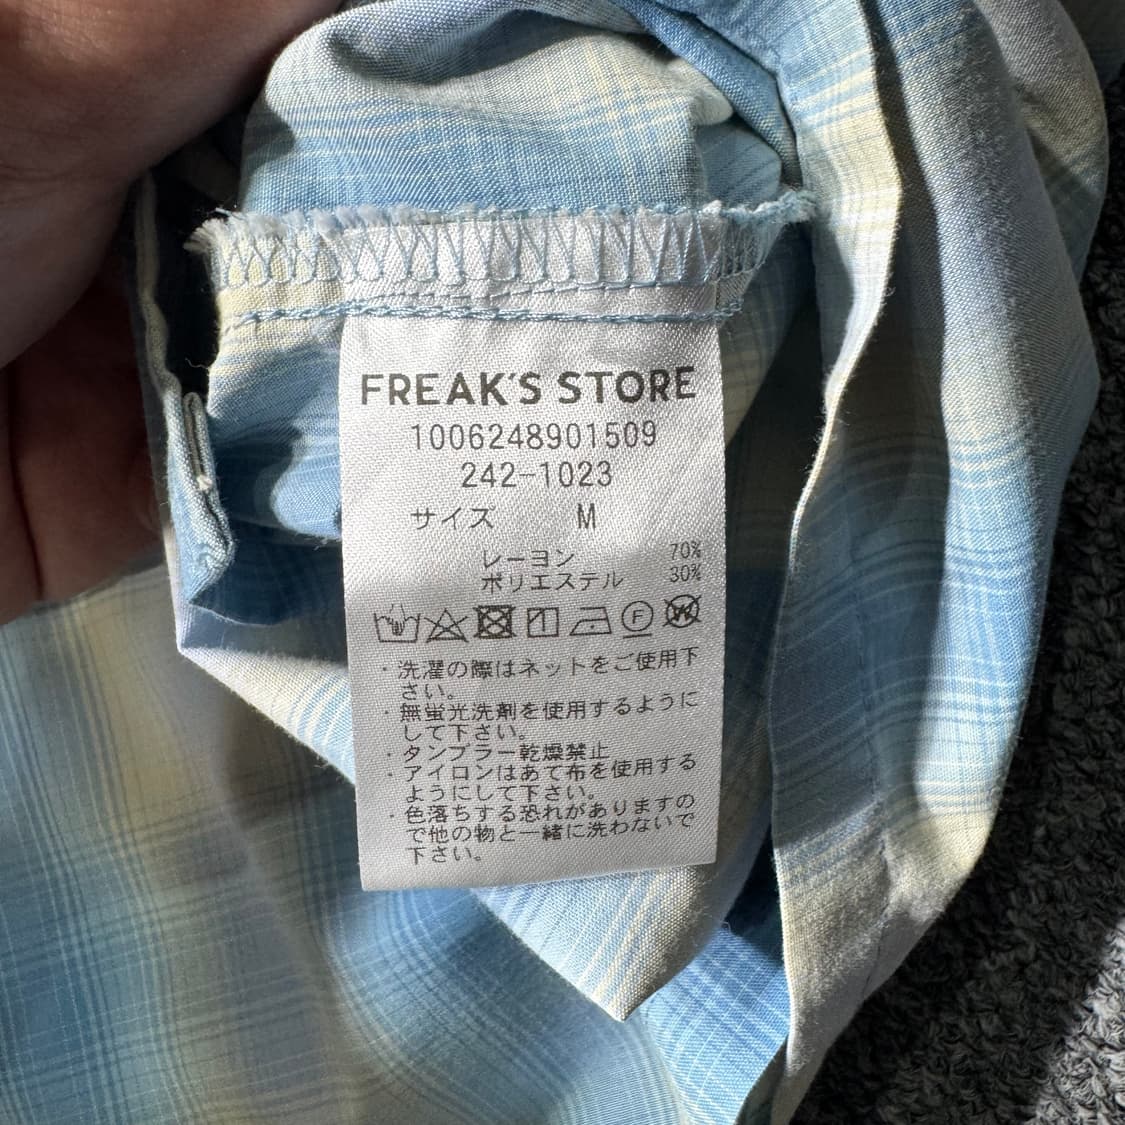 FREAK'S STORE
1006248901509
242-1023
サイズ M
レーヨン 70%
ポリエステル 30%
F
W
・洗濯の際はネットをご使用下
さい。
・無蛍光洗剤を使用するように
して下さい。
・タンブラー乾燥禁止
・アイロンはあて布を使用する
ようにして下さい。
・色落ちする恐れがありますの
で他の物と一緒に洗わないで
下さい。